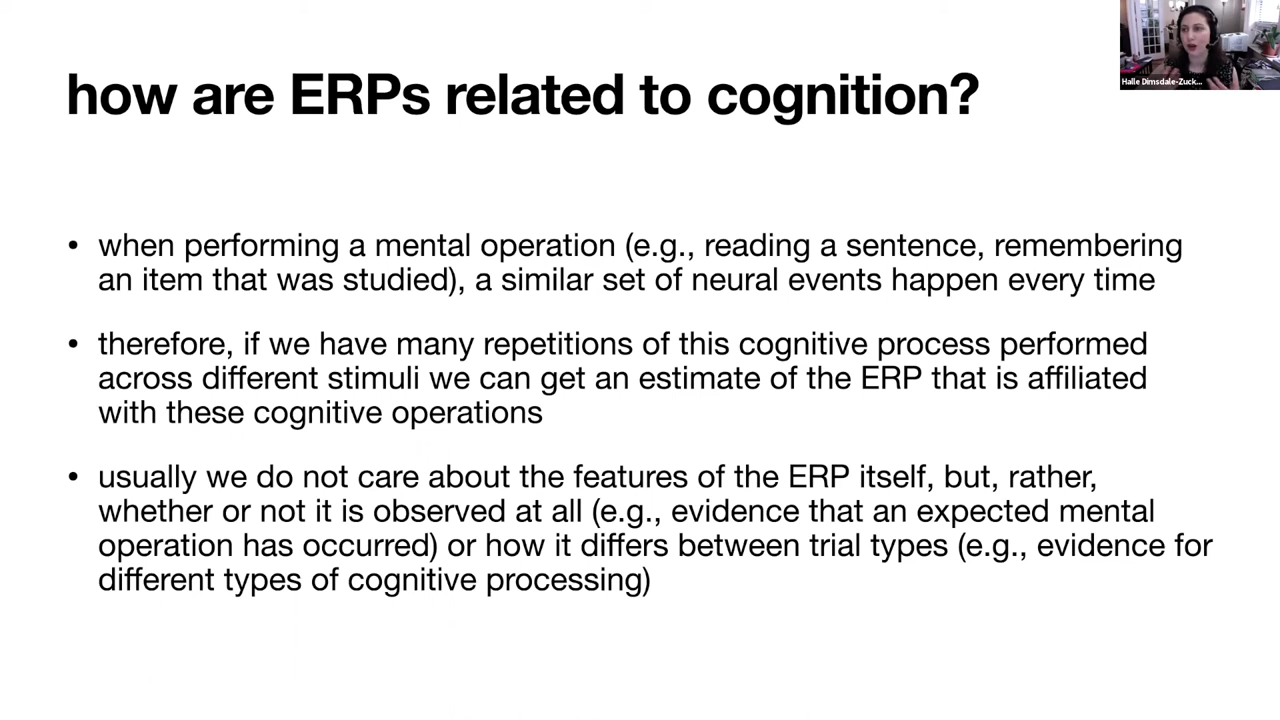 how are ERPs related to cognition?
Halle Dimsdale-Zuck...
• when performing a mental operation (e.g., reading a sentence, remembering
an item that was studied), a similar set of neural events happen every time
• therefore, if we have many repetitions of this cognitive process performed
across different stimuli we can get an estimate of the ERP that is affiliated
with these cognitive operations
• usually we do not care about the features of the ERP itself, but, rather,
whether or not it is observed at all (e.g., evidence that an expected mental
operation has occurred) or how it differs between trial types (e.g., evidence for
different types of cognitive processing)